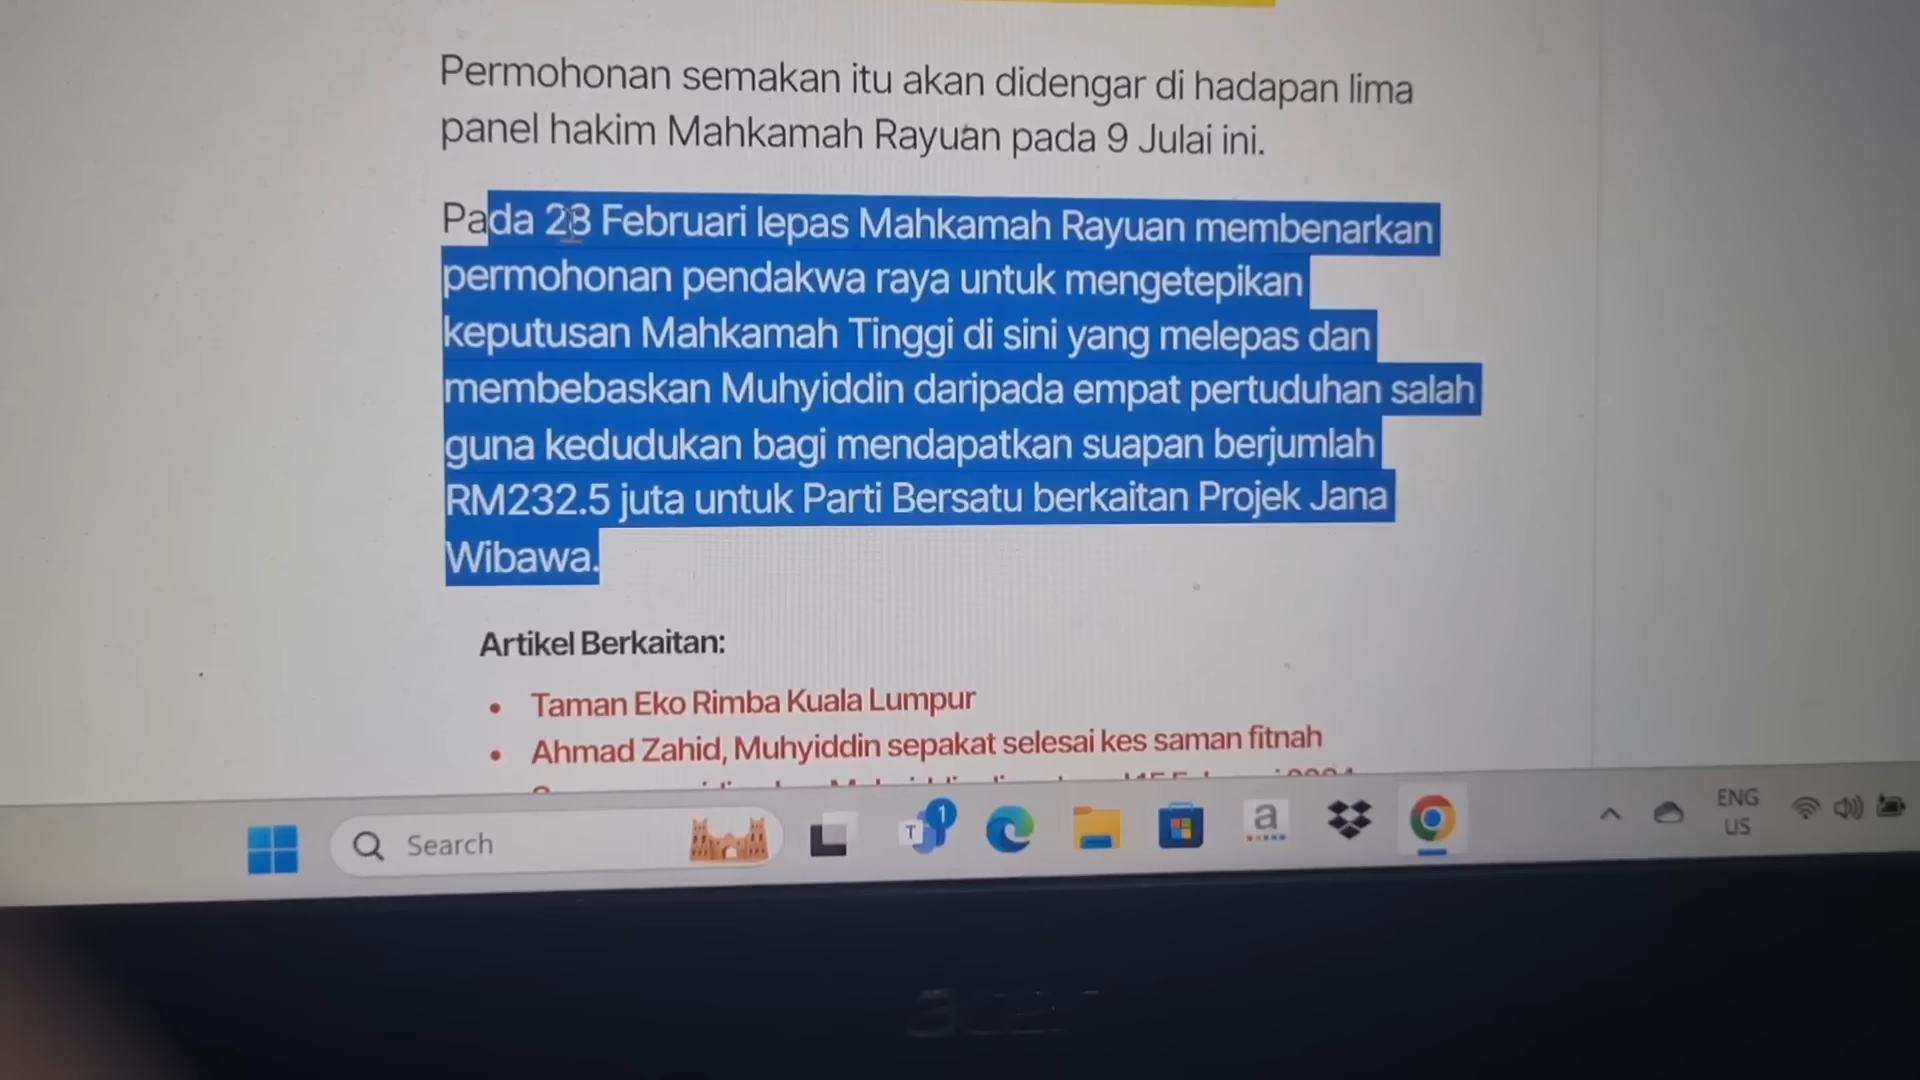 Permohonan semakan itu akan didengar di hadapan lima
panel hakim Mahkamah Rayuan pada 9 Julai ini.
Pada 28 Februari lepas Mahkamah Rayuan membenarkan
permohonan pendakwa raya untuk mengetepikan
keputusan Mahkamah Tinggi di sini yang melepas dan
membebaskan Muhyiddin daripada empat pertuduhan salah
guna kedudukan bagi mendapatkan suapan berjumlah
RM232.5 juta untuk Parti Bersatu berkaitan Projek Jana
Wibawa.
Artikel Berkaitan:
• Taman Eko Rimba Kuala Lumpur
• Ahmad Zahid, Muhyiddin sepakat selesai kes saman fitnah
Search
T
1
a
ENG
US
acer